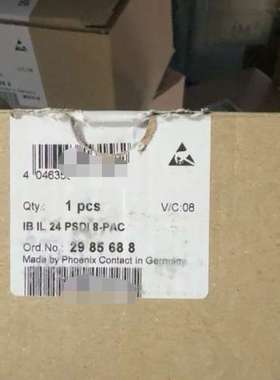 4 046356
Qty.: 1 pcs V/C:08
IB IL 24 PSDI 8-PAC
Ord.No.: 29 85 68 8
Made by Phoenix Contact in Germany